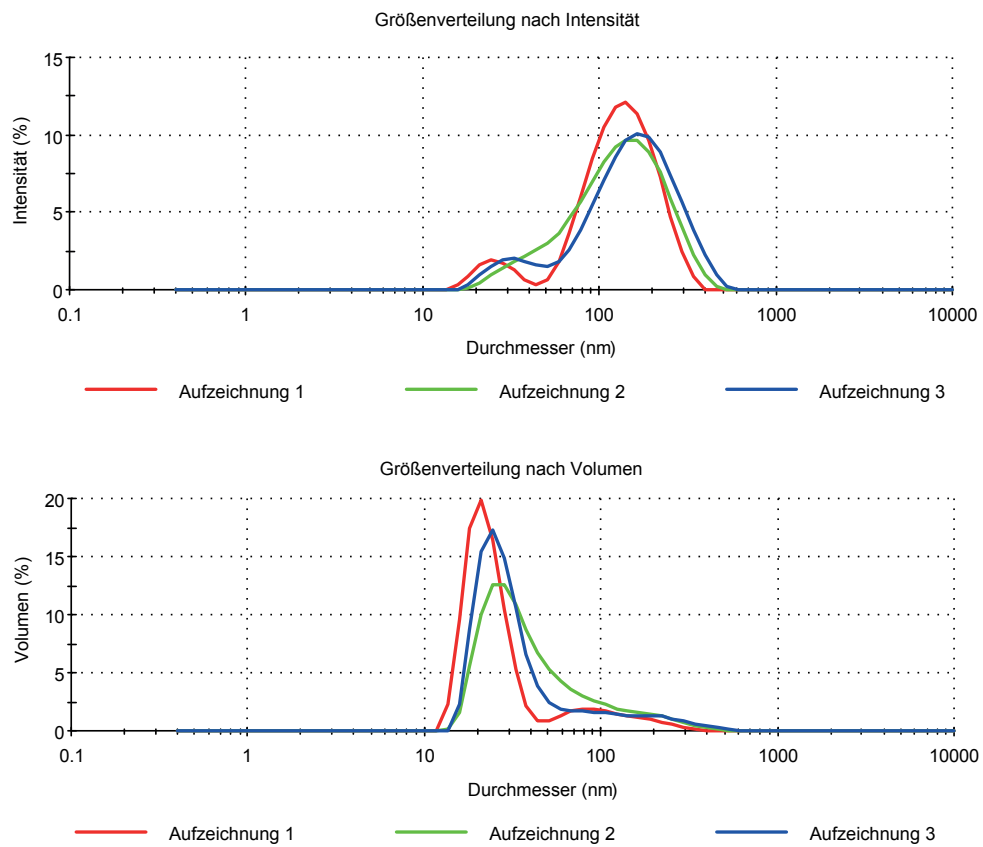 Größenverteilung nach Intensität
15
10
5
0
Intensität (%)
0.1 1 10 100 1000 10000
Durchmesser (nm)
Aufzeichnung 1 Aufzeichnung 2 Aufzeichnung 3
Größenverteilung nach Volumen
20
15
10
5
0
Volumen (%)
0.1 1 10 100 1000 10000
Durchmesser (nm)
Aufzeichnung 1 Aufzeichnung 2 Aufzeichnung 3